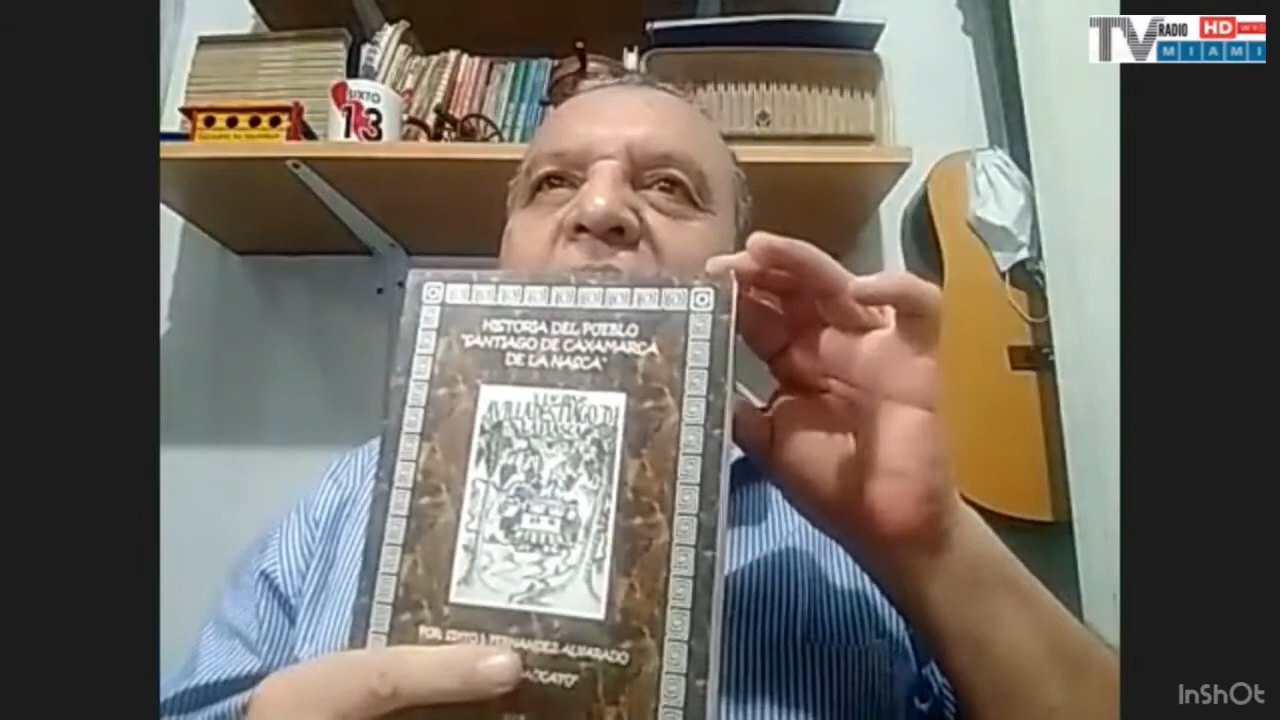 TV RADIO HD
MIAMI
SIXTO
13
HISTORIA DEL PUEBLO
"SANTIAGO DE CAXAMARCA
DE LA NASCA"
POR: SIXTO J. FERNANDEZ ALVARADO
InShOt